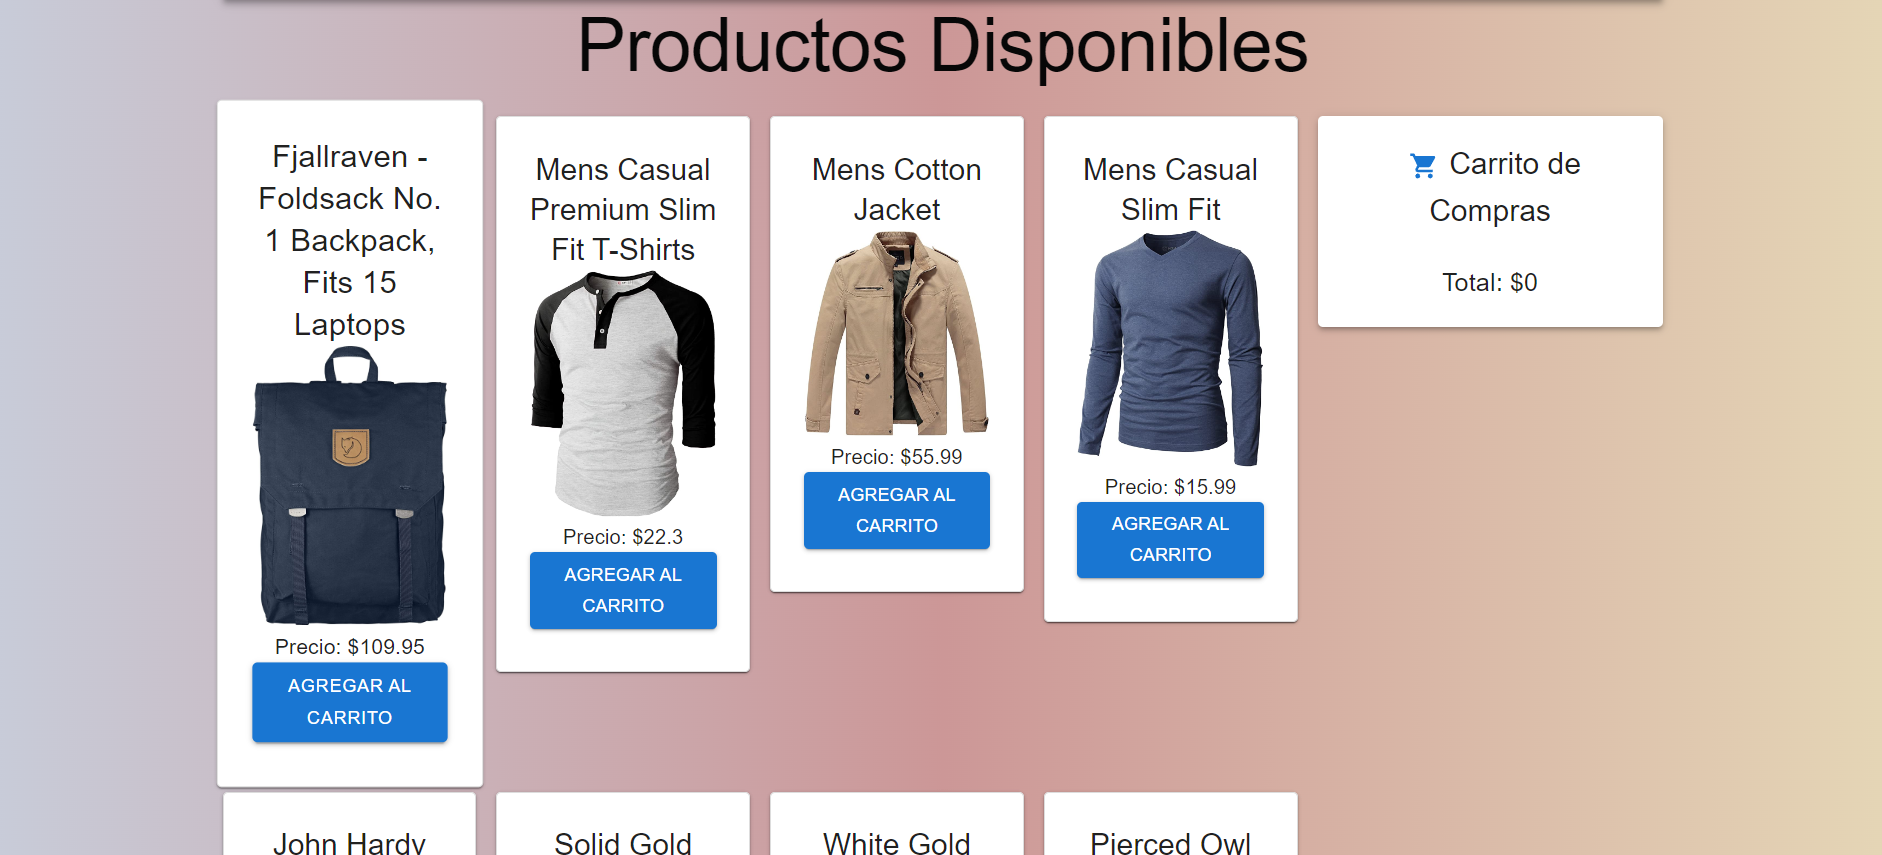 Productos Disponibles
Fjallraven -
Foldsack No.
1 Backpack,
Fits 15
Laptops
Precio: $109.95
AGREGAR AL
CARRITO
Mens Casual
Premium Slim
Fit T-Shirts
Precio: $22.3
AGREGAR AL
CARRITO
Mens Cotton
Jacket
Precio: $55.99
AGREGAR AL
CARRITO
Mens Casual
Slim Fit
Precio: $15.99
AGREGAR AL
CARRITO
Carrito de
Compras
Total: $0
John Hardy
Solid Gold
White Gold
Pierced Owl